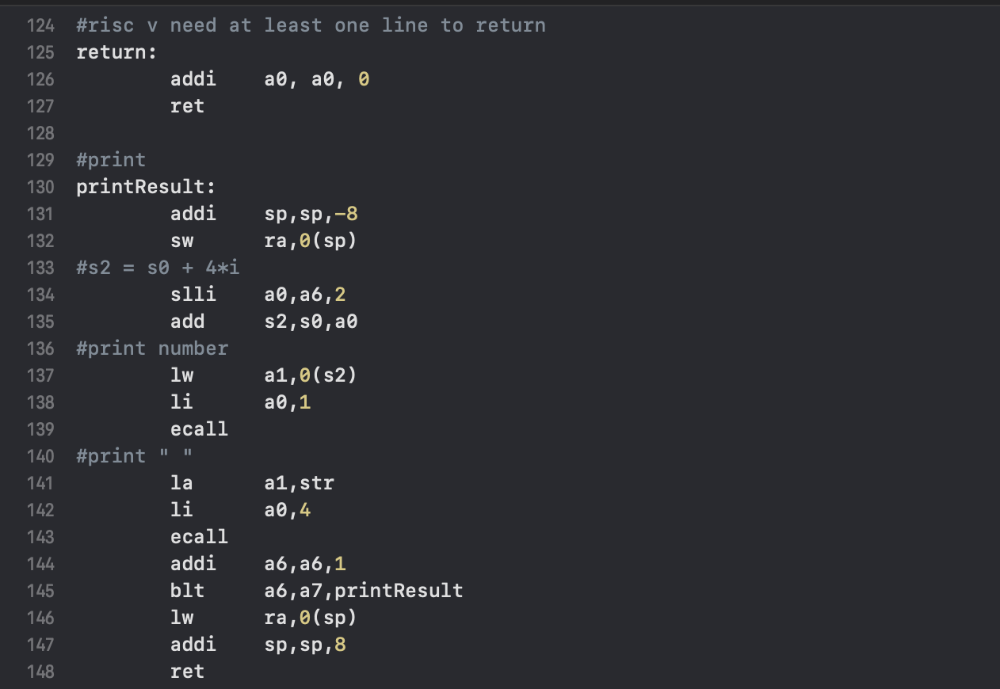 124 #risc v need at least one line to return
125 return:
126 addi a0, a0, 0
127 ret
128
129 #print
130 printResult:
131 addi sp,sp,-8
132 sw ra,0(sp)
133 #s2 = s0 + 4*i
134 slli a0,a6,2
135 add s2,s0,a0
136 #print number
137 lw a1,0(s2)
138 li a0,1
139 ecall
140 #print " "
141 la a1,str
142 li a0,4
143 ecall
144 addi a6,a6,1
145 blt a6,a7,printResult
146 lw ra,0(sp)
147 addi sp,sp,8
148 ret